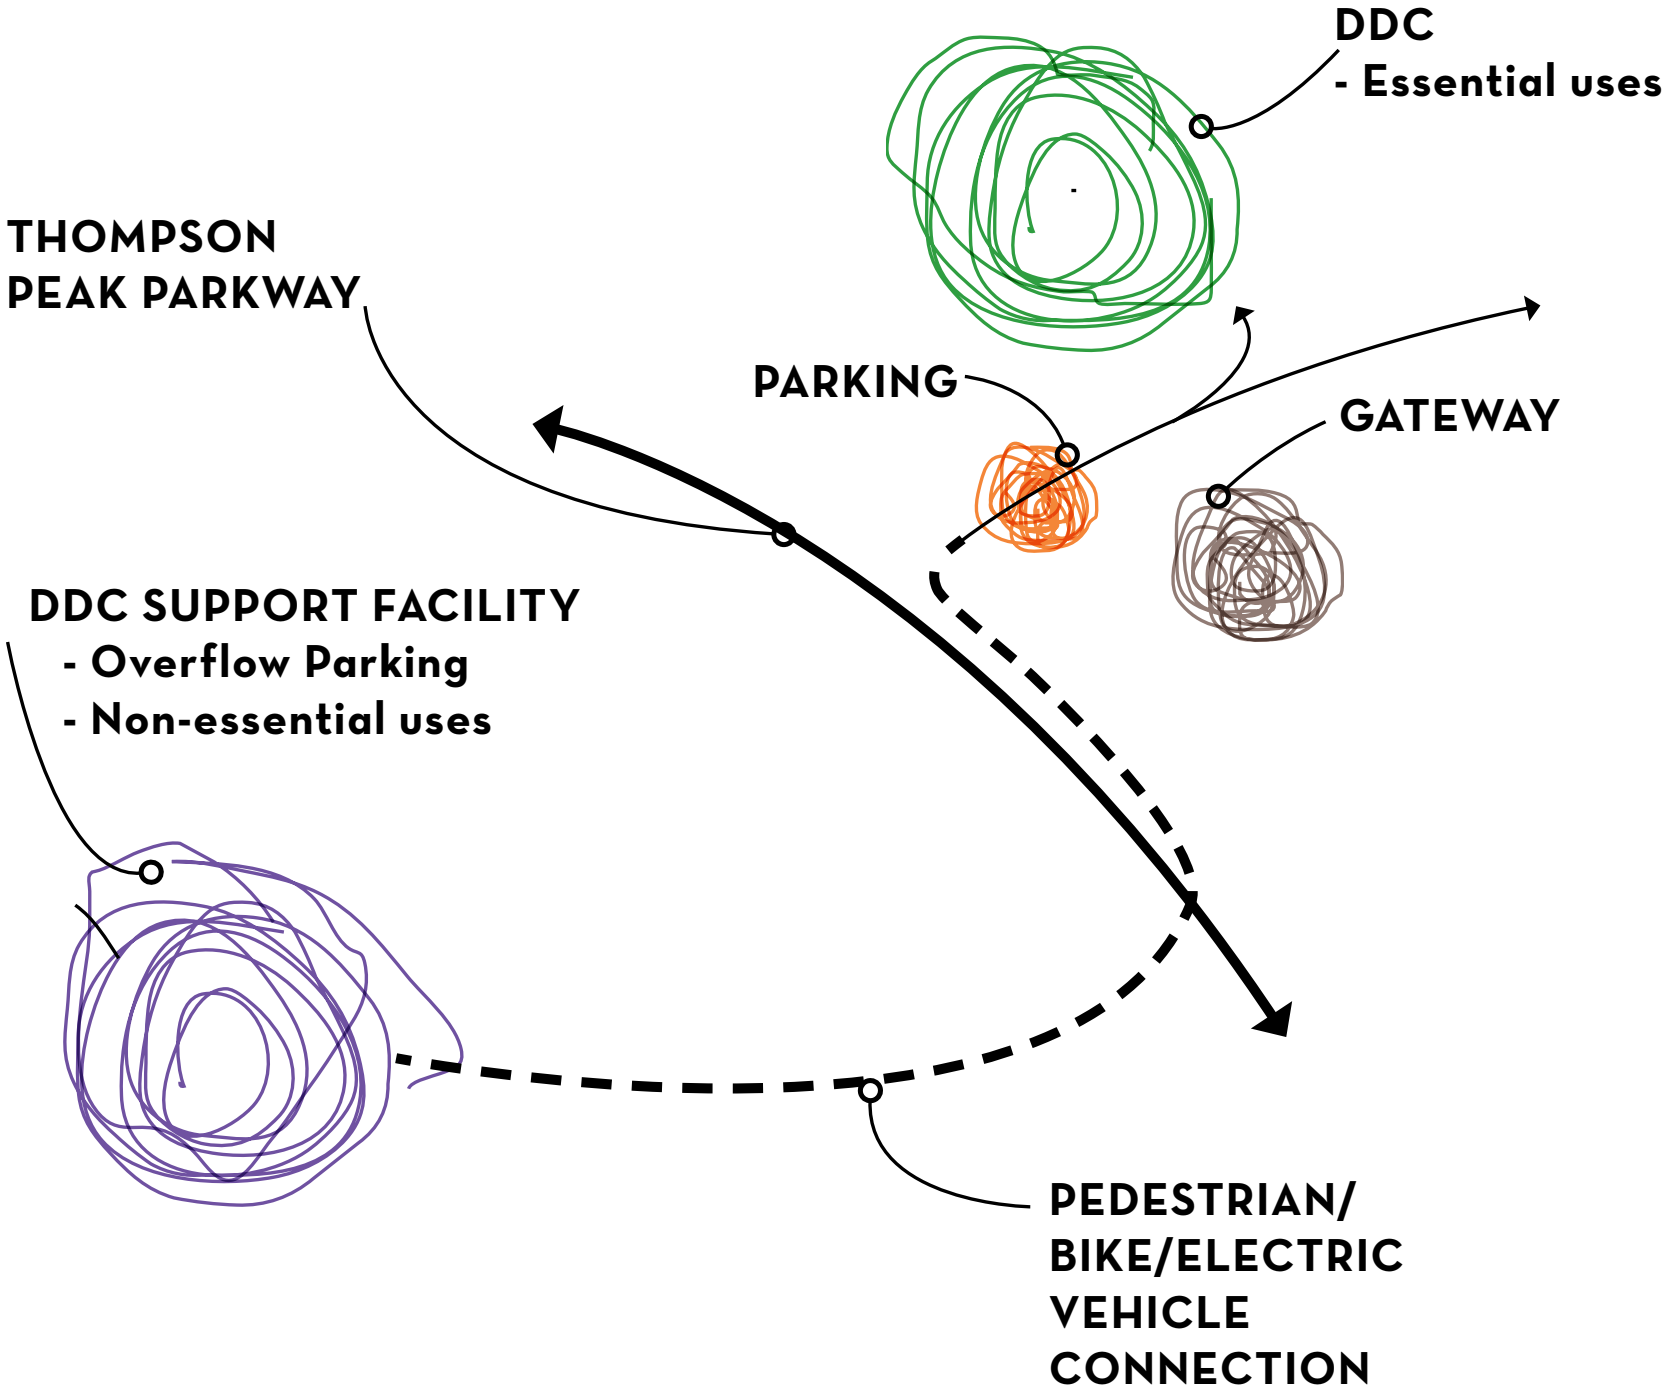 DDC
- Essential uses
THOMPSON
PEAK PARKWAY
PARKING
GATEWAY
DDC SUPPORT FACILITY
- Overflow Parking
- Non-essential uses
PEDESTRIAN/
BIKE/ELECTRIC
VEHICLE
CONNECTION